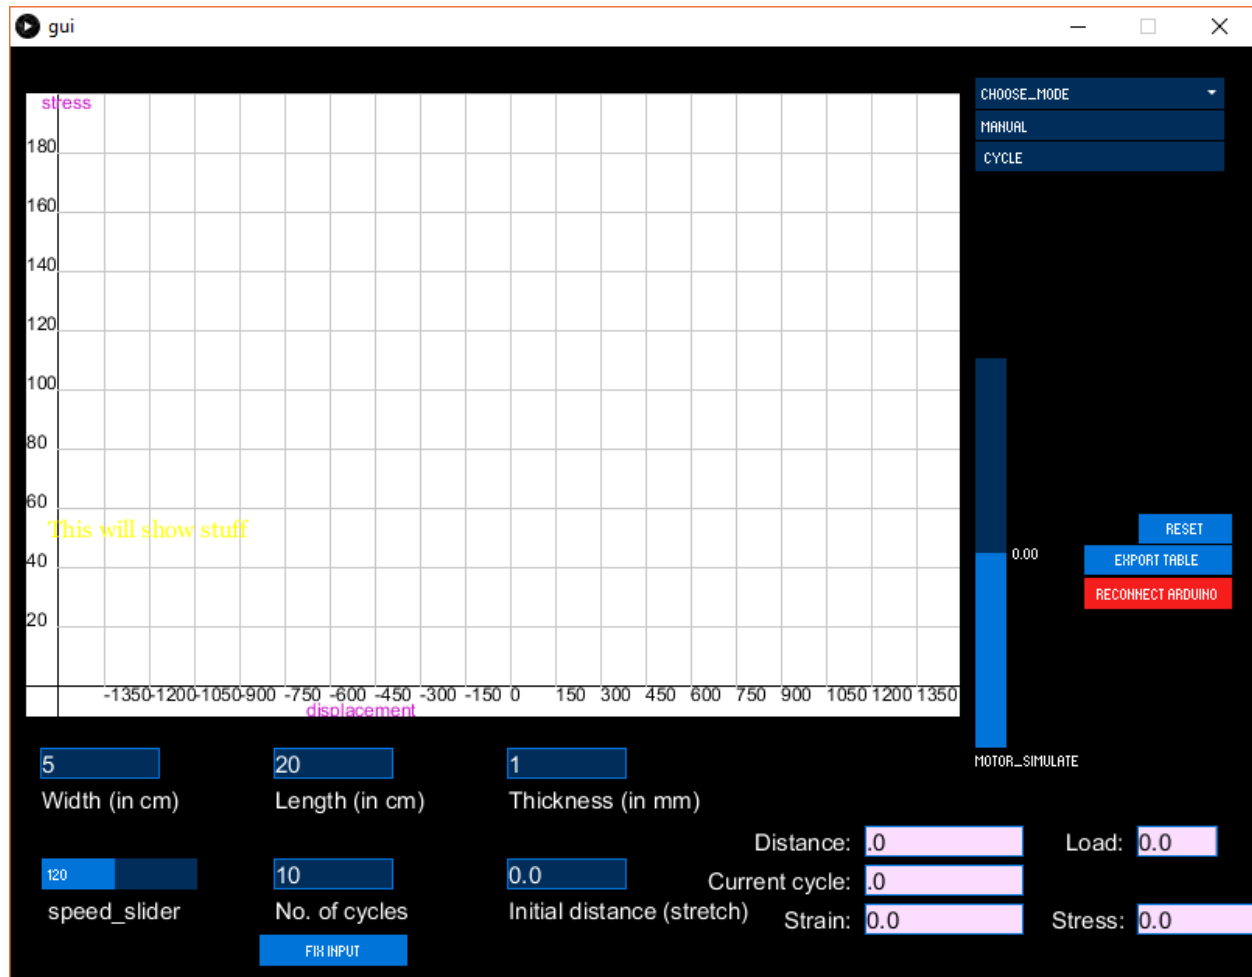 gui
stress
180
160
140
120
100
80
60
This will show stuff
40
20
-1350 -1200 -1050 -900 -750 -600 -450 -300 -150 0 150 300 450 600 750 900 1050 1200 1350
displacement
CHOOSE_MODE
MANUAL
CYCLE
0.00
MOTOR_SIMULATE
RESET
EXPORT TABLE
RECONNECT ARDUINO
5
Width (in cm)
20
Length (in cm)
1
Thickness (in mm)
120
speed_slider
10
No. of cycles
0.0
Initial distance (stretch)
FIX INPUT
Distance: .0
Load: 0.0
Current cycle: .0
Strain: 0.0
Stress: 0.0